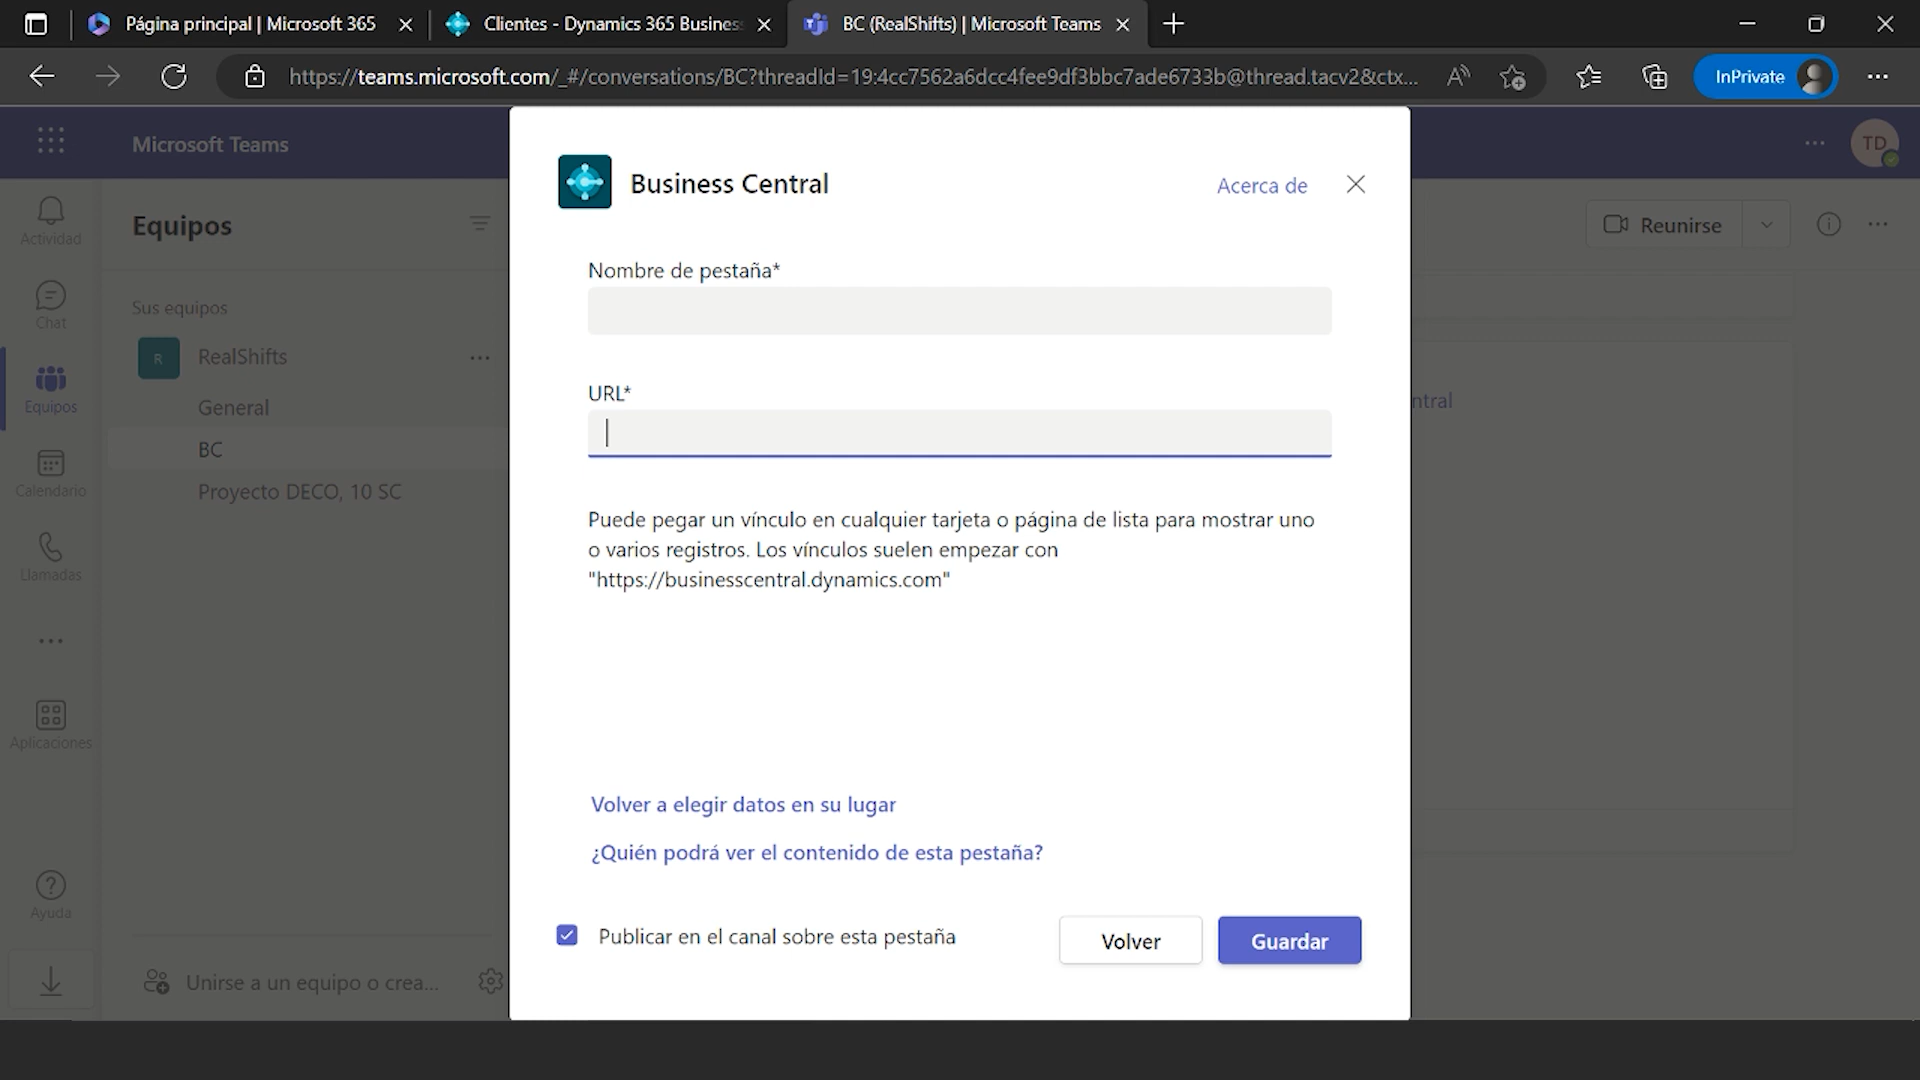 Página principal | Microsoft 365
Clientes - Dynamics 365 Business
BC (RealShifts) | Microsoft Teams
https://teams.microsoft.com/_#/conversations/BC?threadId=19:4cc7562a6dcc4fee9df3bbc7ade6733b@thread.tacv2&ctx...
InPrivate
Microsoft Teams
TD
Actividad
Chat
Equipos
Calendario
Llamadas
Aplicaciones
Ayuda
Equipos
Sus equipos
R
RealShifts
General
BC
Proyecto DECO, 10 SC
Unirse a un equipo o crea...
Reunirse
ntral
Business Central
Acerca de
Nombre de pestaña*
URL*
Puede pegar un vínculo en cualquier tarjeta o página de lista para mostrar uno
o varios registros. Los vínculos suelen empezar con
"https://businesscentral.dynamics.com"
Volver a elegir datos en su lugar
¿Quién podrá ver el contenido de esta pestaña?
Publicar en el canal sobre esta pestaña
Volver
Guardar